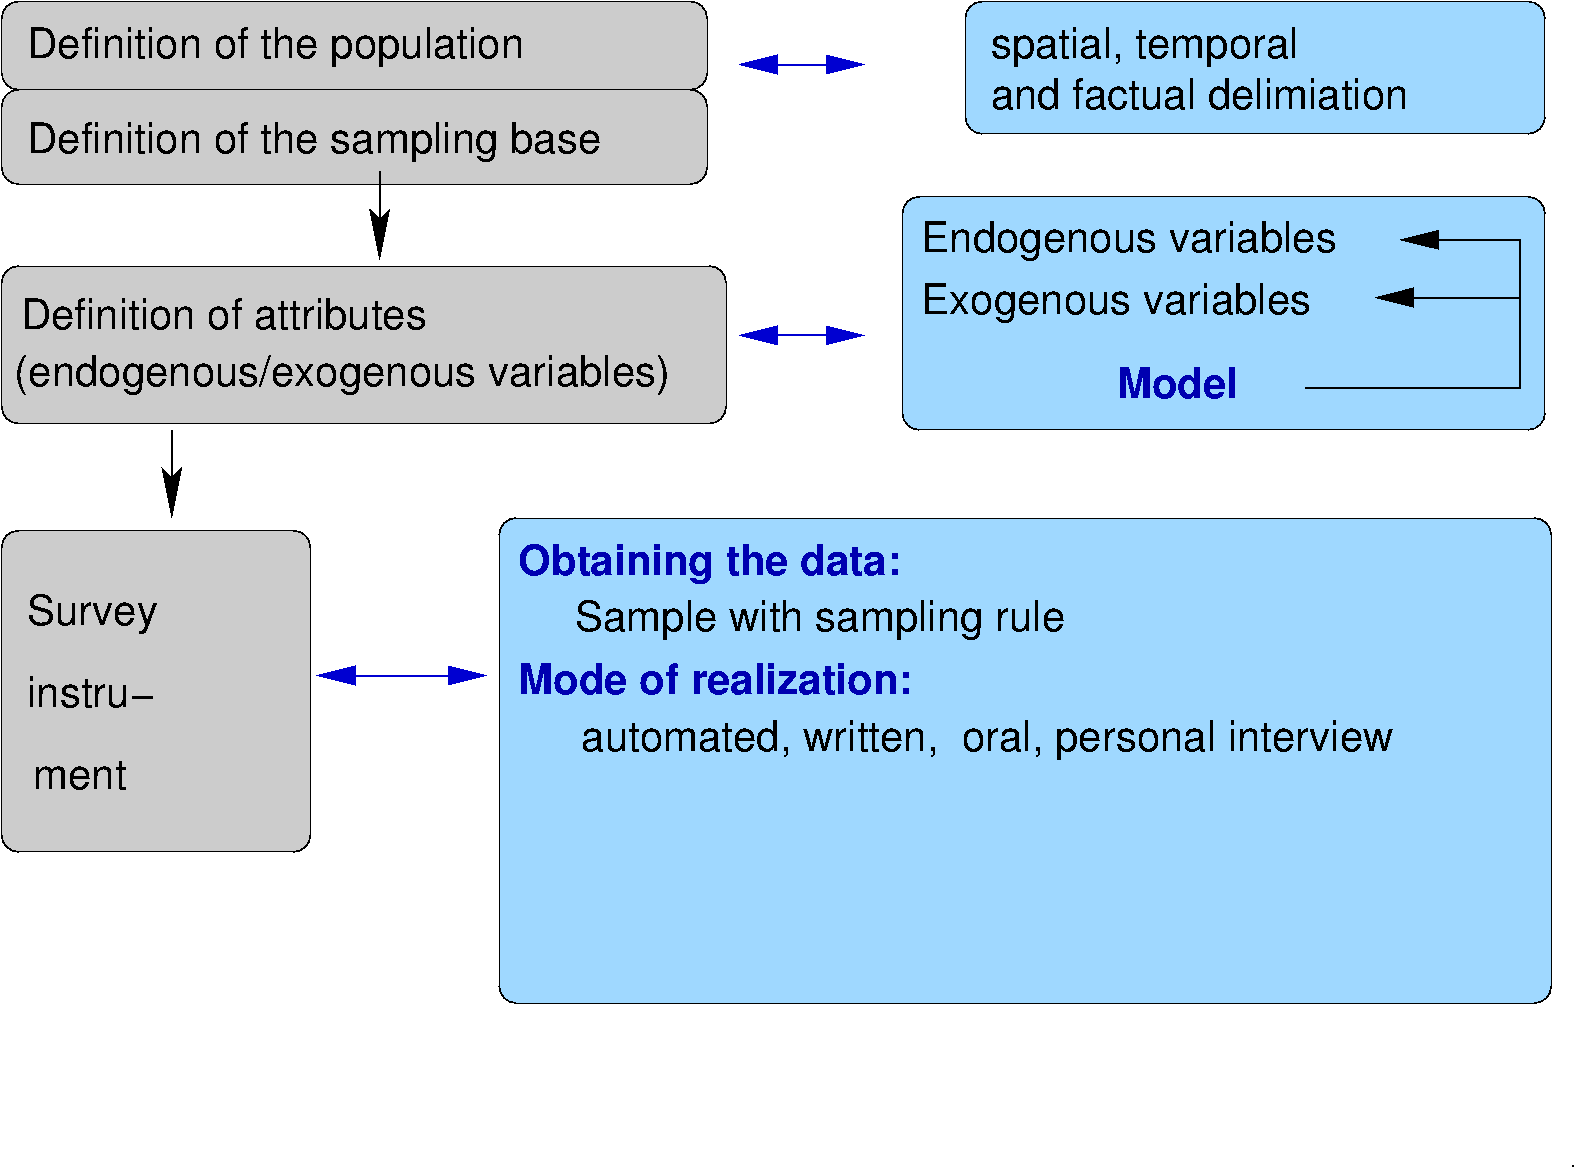 Definition of the population
Definition of the sampling base
spatial, temporal
and factual delimiation
Definition of attributes
(endogenous/exogenous variables)
Endogenous variables
Exogenous variables
Model
Survey
instru–
ment
Obtaining the data:
Sample with sampling rule
Mode of realization:
automated, written, oral, personal interview